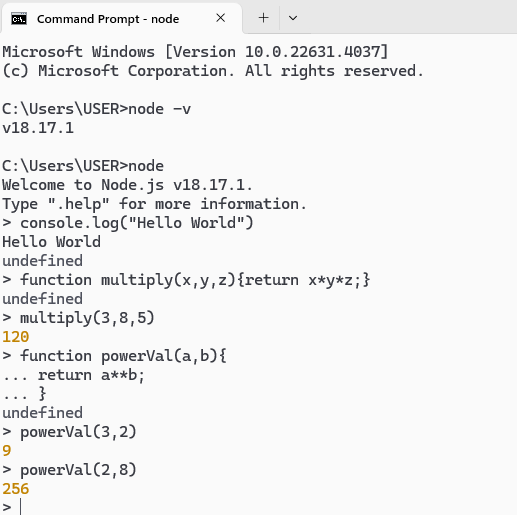 Command Prompt - node
Microsoft Windows [Version 10.0.22631.4037]
(c) Microsoft Corporation. All rights reserved.
C:\Users\USER>node -v
v18.17.1
C:\Users\USER>node
Welcome to Node.js v18.17.1.
Type ".help" for more information.
> console.log("Hello World")
Hello World
undefined
> function multiply(x,y,z){return x*y*z;}
undefined
> multiply(3,8,5)
120
> function powerVal(a,b){
... return a**b;
... }
undefined
> powerVal(3,2)
9
> powerVal(2,8)
256
>